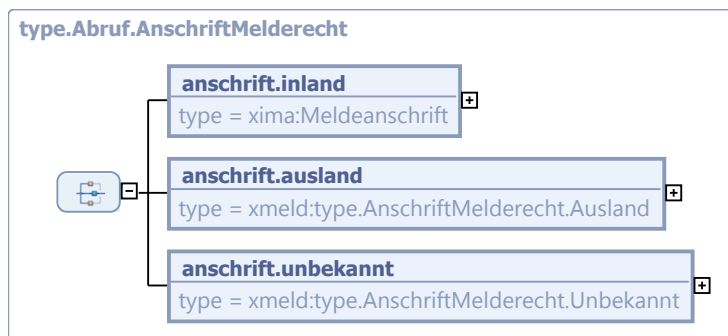 type.Abruf.AnschriftMelderecht
anschrift.inland
type = xima:Meldeanschrift
anschrift.ausland
type = xmeld:type.AnschriftMelderecht.Ausland
anschrift.unbekannt
type = xmeld:type.AnschriftMelderecht.Unbekannt